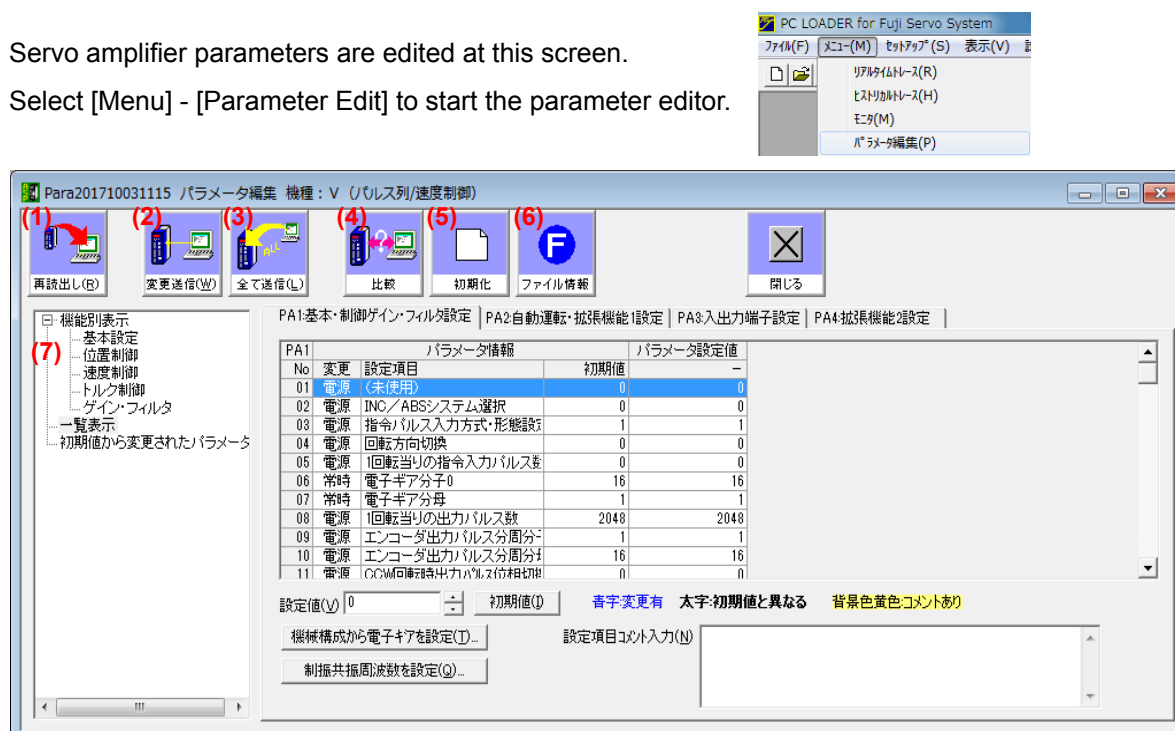 PC LOADER for Fuji Servo System
ファイル(F) メニュー(M) セットアップ(S) 表示(V)
リアルタイムトレース(R)
ヒストリカルトレース(H)
モニタ(M)
パラメータ編集(P)
Servo amplifier parameters are edited at this screen.
Select [Menu] - [Parameter Edit] to start the parameter editor.
Para201710031115 パラメータ編集 機種：V（パルス列/速度制御）
(1) (2) (3) (4) (5) (6)
再読出し(R) 変更送信(W) 全て送信(L) 比較 初期化 ファイル情報 閉じる
(7)
機能別表示
基本設定
位置制御
速度制御
トルク制御
ゲイン・フィルタ
一覧表示
初期値から変更されたパラメータ
PA1:基本・制御ゲイン・フィルタ設定 PA2:自動運転・拡張機能1設定 PA3:入出力端子設定 PA4:拡張機能2設定
PA1 パラメータ情報 パラメータ設定値
No 変更 設定項目 初期値 －
01 電源 (未使用) 0 0
02 電源 INC／ABSシステム選択 0 0
03 電源 指令パルス入力方式・形態設定 1 1
04 電源 回転方向切換 0 0
05 電源 1回転当りの指令入力パルス数 0 0
06 常時 電子ギア分子0 16 16
07 常時 電子ギア分母 1 1
08 電源 1回転当りの出力パルス数 2048 2048
09 電源 エンコーダ出力パルス分周分 1 1
10 電源 エンコーダ出力パルス分周分 16 16
11 電源 CCW回転時出力パルス位相切換 0 0
設定値(V) 0 初期値(I) 青字:変更有 太字:初期値と異なる 背景色黄色:コメントあり
機械構成から電子ギアを設定(T)... 設定項目コメント入力(N)
制振共振周波数を設定(Q)...